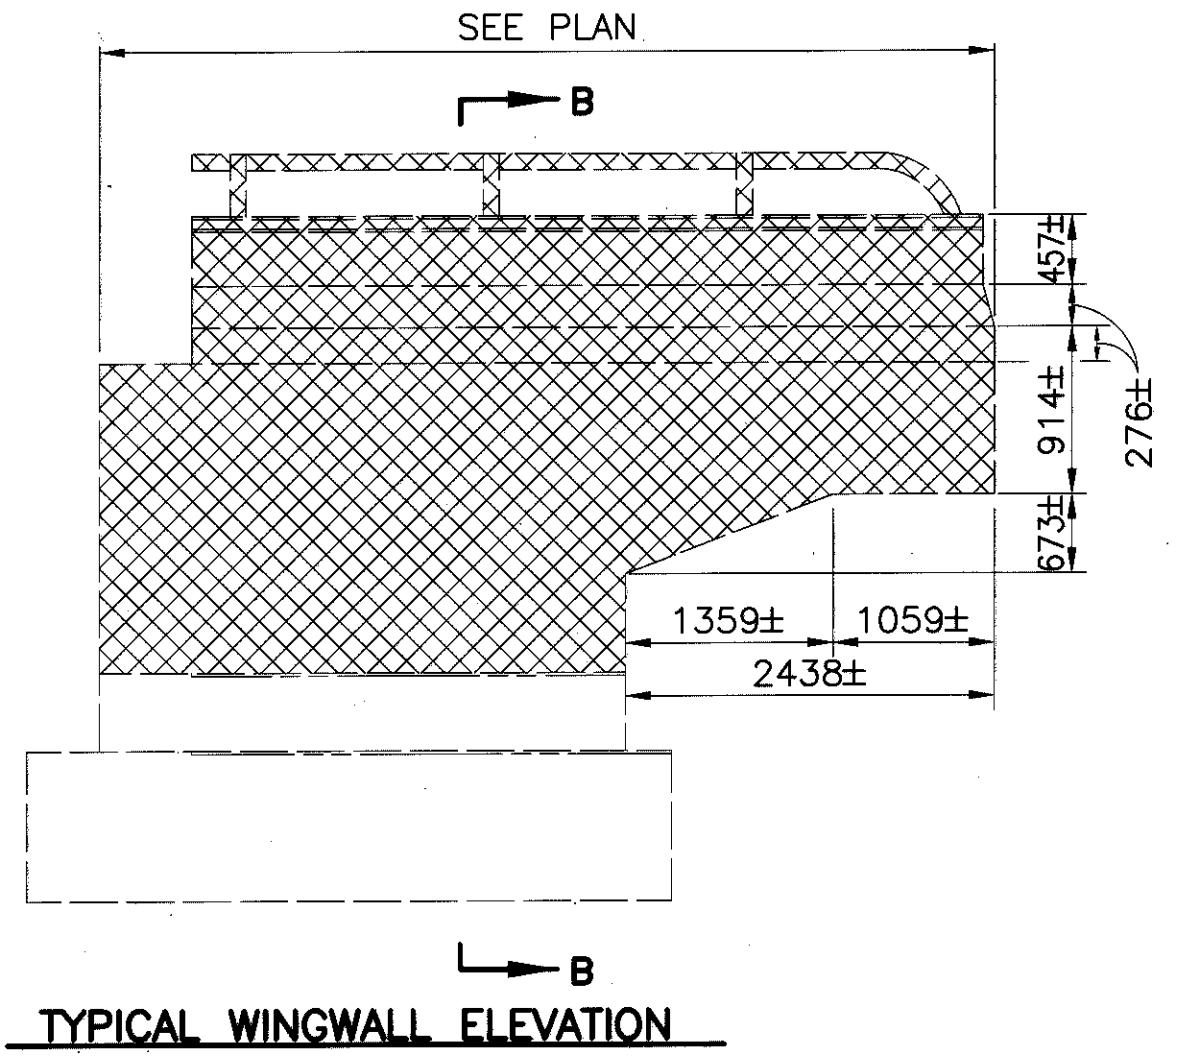 SEE PLAN
B
457±
914±
276±
673±
1359± 1059±
2438±
B
TYPICAL WINGWALL ELEVATION